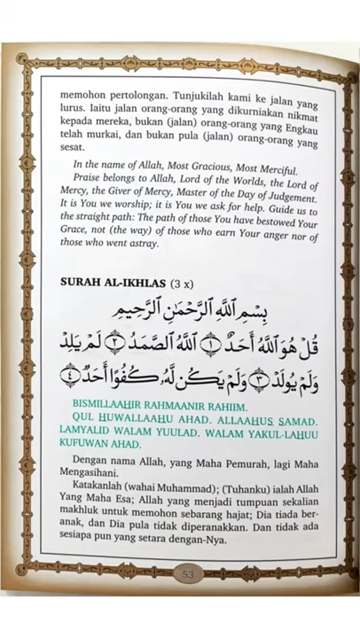 memohon pertolongan. Tunjukilah kami ke jalan yang
lurus. Iaitu jalan orang-orang yang dikurniakan nikmat
kepada mereka, bukan (jalan) orang-orang yang Engkau
telah murkai, dan bukan pula (jalan) orang-orang yang
sesat.
In the name of Allah, Most Gracious, Most Merciful.
Praise belongs to Allah, Lord of the Worlds, the Lord of
Mercy, the Giver of Mercy, Master of the Day of Judgement.
It is You we worship; it is You we ask for help. Guide us to
the straight path: The path of those You have bestowed Your
Grace, not (the way) of those who earn Your anger nor of
those who went astray.
SURAH AL-IKHLAS (3 x)
بِسْمِ اللَّهِ الرَّحْمَٰنِ الرَّحِيمِ
قُلْ هُوَ اللَّهُ أَحَدٌ ١ اللَّهُ الصَّمَدُ ٢ لَمْ يَلِدْ
وَلَمْ يُولَدْ ٣ وَلَمْ يَكُن لَّهُۥ كُفُوًا أَحَدٌ ٤
BISMILLAAHIR RAHMAANIR RAHIIM.
QUL HUWALLAAHU AHAD. ALLAAHUS SAMAD.
LAMYALID WALAM YUULAD. WALAM YAKUL-LAHUU
KUFUWAN AHAD.
Dengan nama Allah, yang Maha Pemurah, lagi Maha
Mengasihani.
Katakanlah (wahai Muhammad); (Tuhanku) ialah Allah
Yang Maha Esa; Allah yang menjadi tumpuan sekalian
makhluk untuk memohon sebarang hajat; Dia tiada ber-
anak, dan Dia pula tidak diperanakkan. Dan tidak ada
sesiapa pun yang setara dengan-Nya.
53